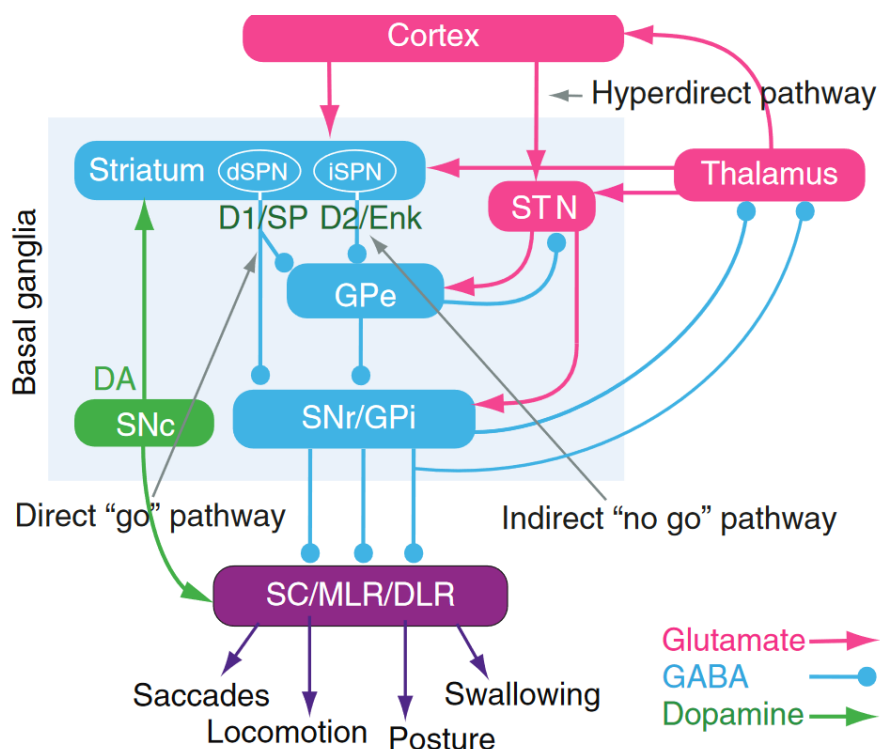 Cortex
Hyperdirect pathway
Striatum dSPN iSPN
Thalamus
D1/SP D2/Enk
STN
GPe
Basal ganglia
DA
SNc
SNr/GPi
Direct “go” pathway
Indirect “no go” pathway
SC/MLR/DLR
Saccades
Locomotion
Posture
Swallowing
Glutamate
GABA
Dopamine